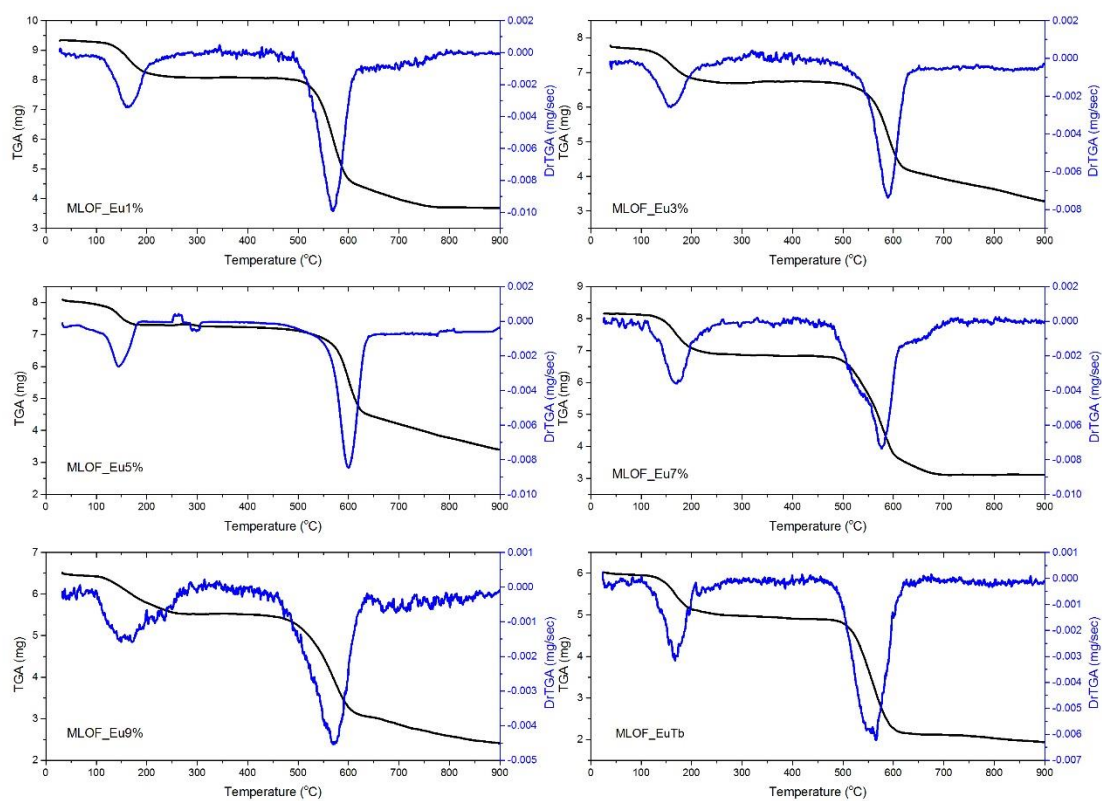 10
9
8
7
6
5
4
3
TGA (mg)
MLOF_Eu1%
0 100 200 300 400 500 600 700 800 900
Temperature (°C)
0.002
0.000
-0.002
-0.004
-0.006
-0.008
-0.010
DrTGA (mg/sec)
8
7
6
5
4
3
TGA (mg)
MLOF_Eu3%
0 100 200 300 400 500 600 700 800 900
Temperature (°C)
0.002
0.000
-0.002
-0.004
-0.006
-0.008
DrTGA (mg/sec)
8
7
6
5
4
3
2
TGA (mg)
MLOF_Eu5%
0 100 200 300 400 500 600 700 800 900
Temperature (°C)
0.002
0.000
-0.002
-0.004
-0.006
-0.008
-0.010
DrTGA (mg/sec)
9
8
7
6
5
4
3
TGA (mg)
MLOF_Eu7%
0 100 200 300 400 500 600 700 800 900
Temperature (°C)
0.002
0.000
-0.002
-0.004
-0.006
-0.008
-0.010
DrTGA (mg/sec)
7
6
5
4
3
2
TGA (mg)
MLOF_Eu9%
0 100 200 300 400 500 600 700 800 900
Temperature (°C)
0.001
0.000
-0.001
-0.002
-0.003
-0.004
-0.005
DrTGA (mg/sec)
6
5
4
3
2
TGA (mg)
MLOF_EuTb
0 100 200 300 400 500 600 700 800 900
Temperature (°C)
0.001
0.000
-0.001
-0.002
-0.003
-0.004
-0.005
-0.006
-0.007
DrTGA (mg/sec)